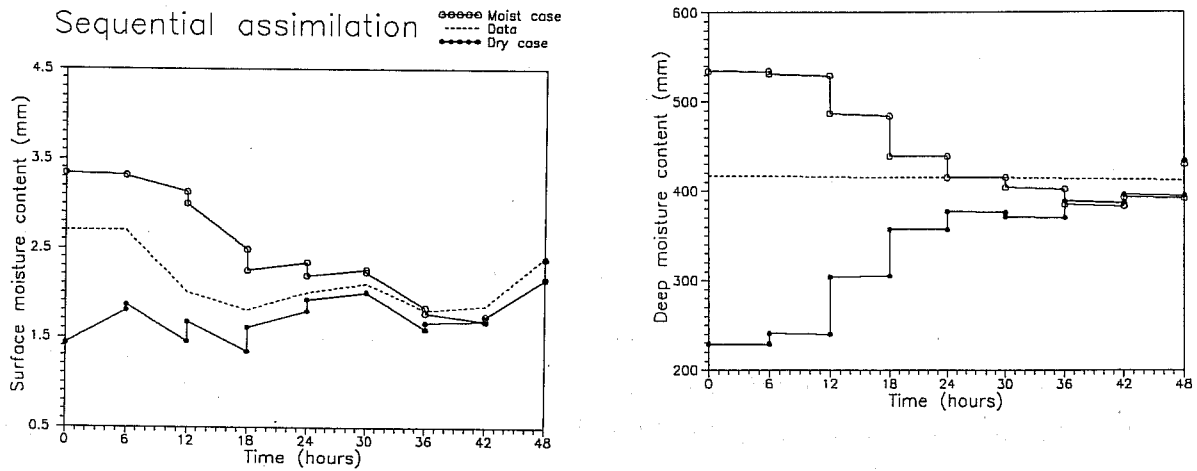 Sequential assimilation
Moist case
Data
Dry case
Surface moisture content (mm)
4.5
3.5
2.5
1.5
0.5
0 6 12 18 24 30 36 42 48
Time (hours)
Deep moisture content (mm)
600
500
400
300
200
0 6 12 18 24 30 36 42 48
Time (hours)